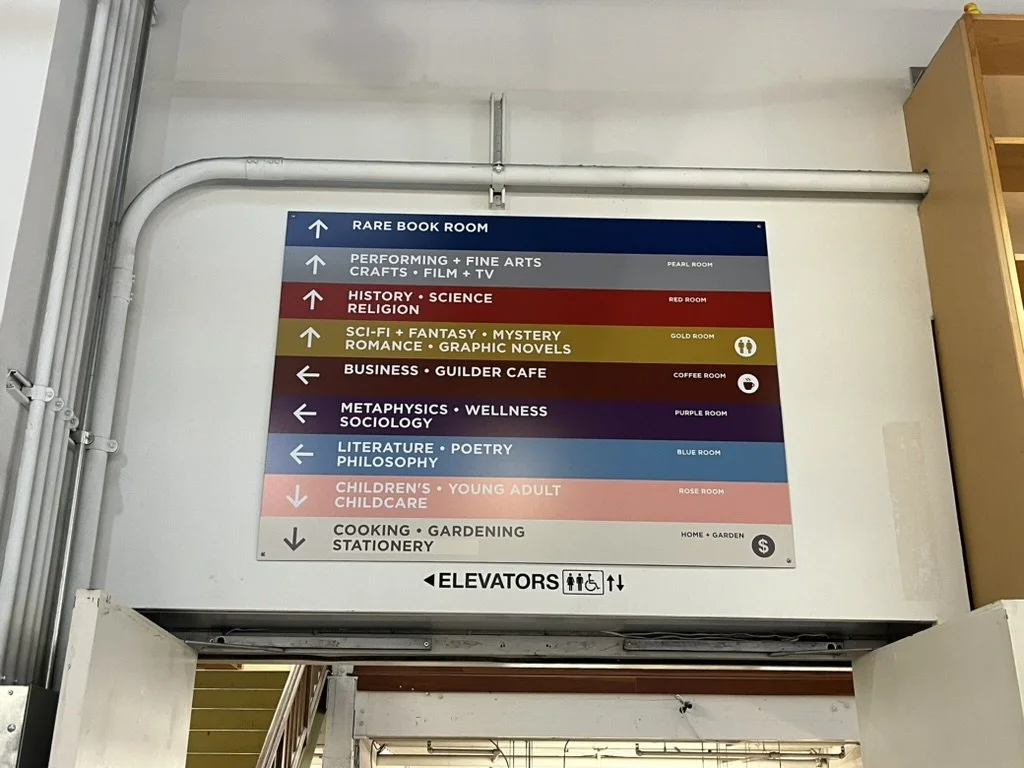 ↑ RARE BOOK ROOM
↑ PERFORMING + FINE ARTS
CRAFTS • FILM + TV
PEARL ROOM
↑ HISTORY • SCIENCE
RELIGION
RED ROOM
↑ SCI-FI + FANTASY • MYSTERY
ROMANCE • GRAPHIC NOVELS
GOLD ROOM
← BUSINESS • GUILDER CAFE
COFFEE ROOM
← METAPHYSICS • WELLNESS
SOCIOLOGY
PURPLE ROOM
← LITERATURE • POETRY
PHILOSOPHY
BLUE ROOM
↓ CHILDREN'S • YOUNG ADULT
CHILDCARE
ROSE ROOM
↓ COOKING • GARDENING
STATIONERY
HOME + GARDEN $
◀ELEVATORS ↑↓